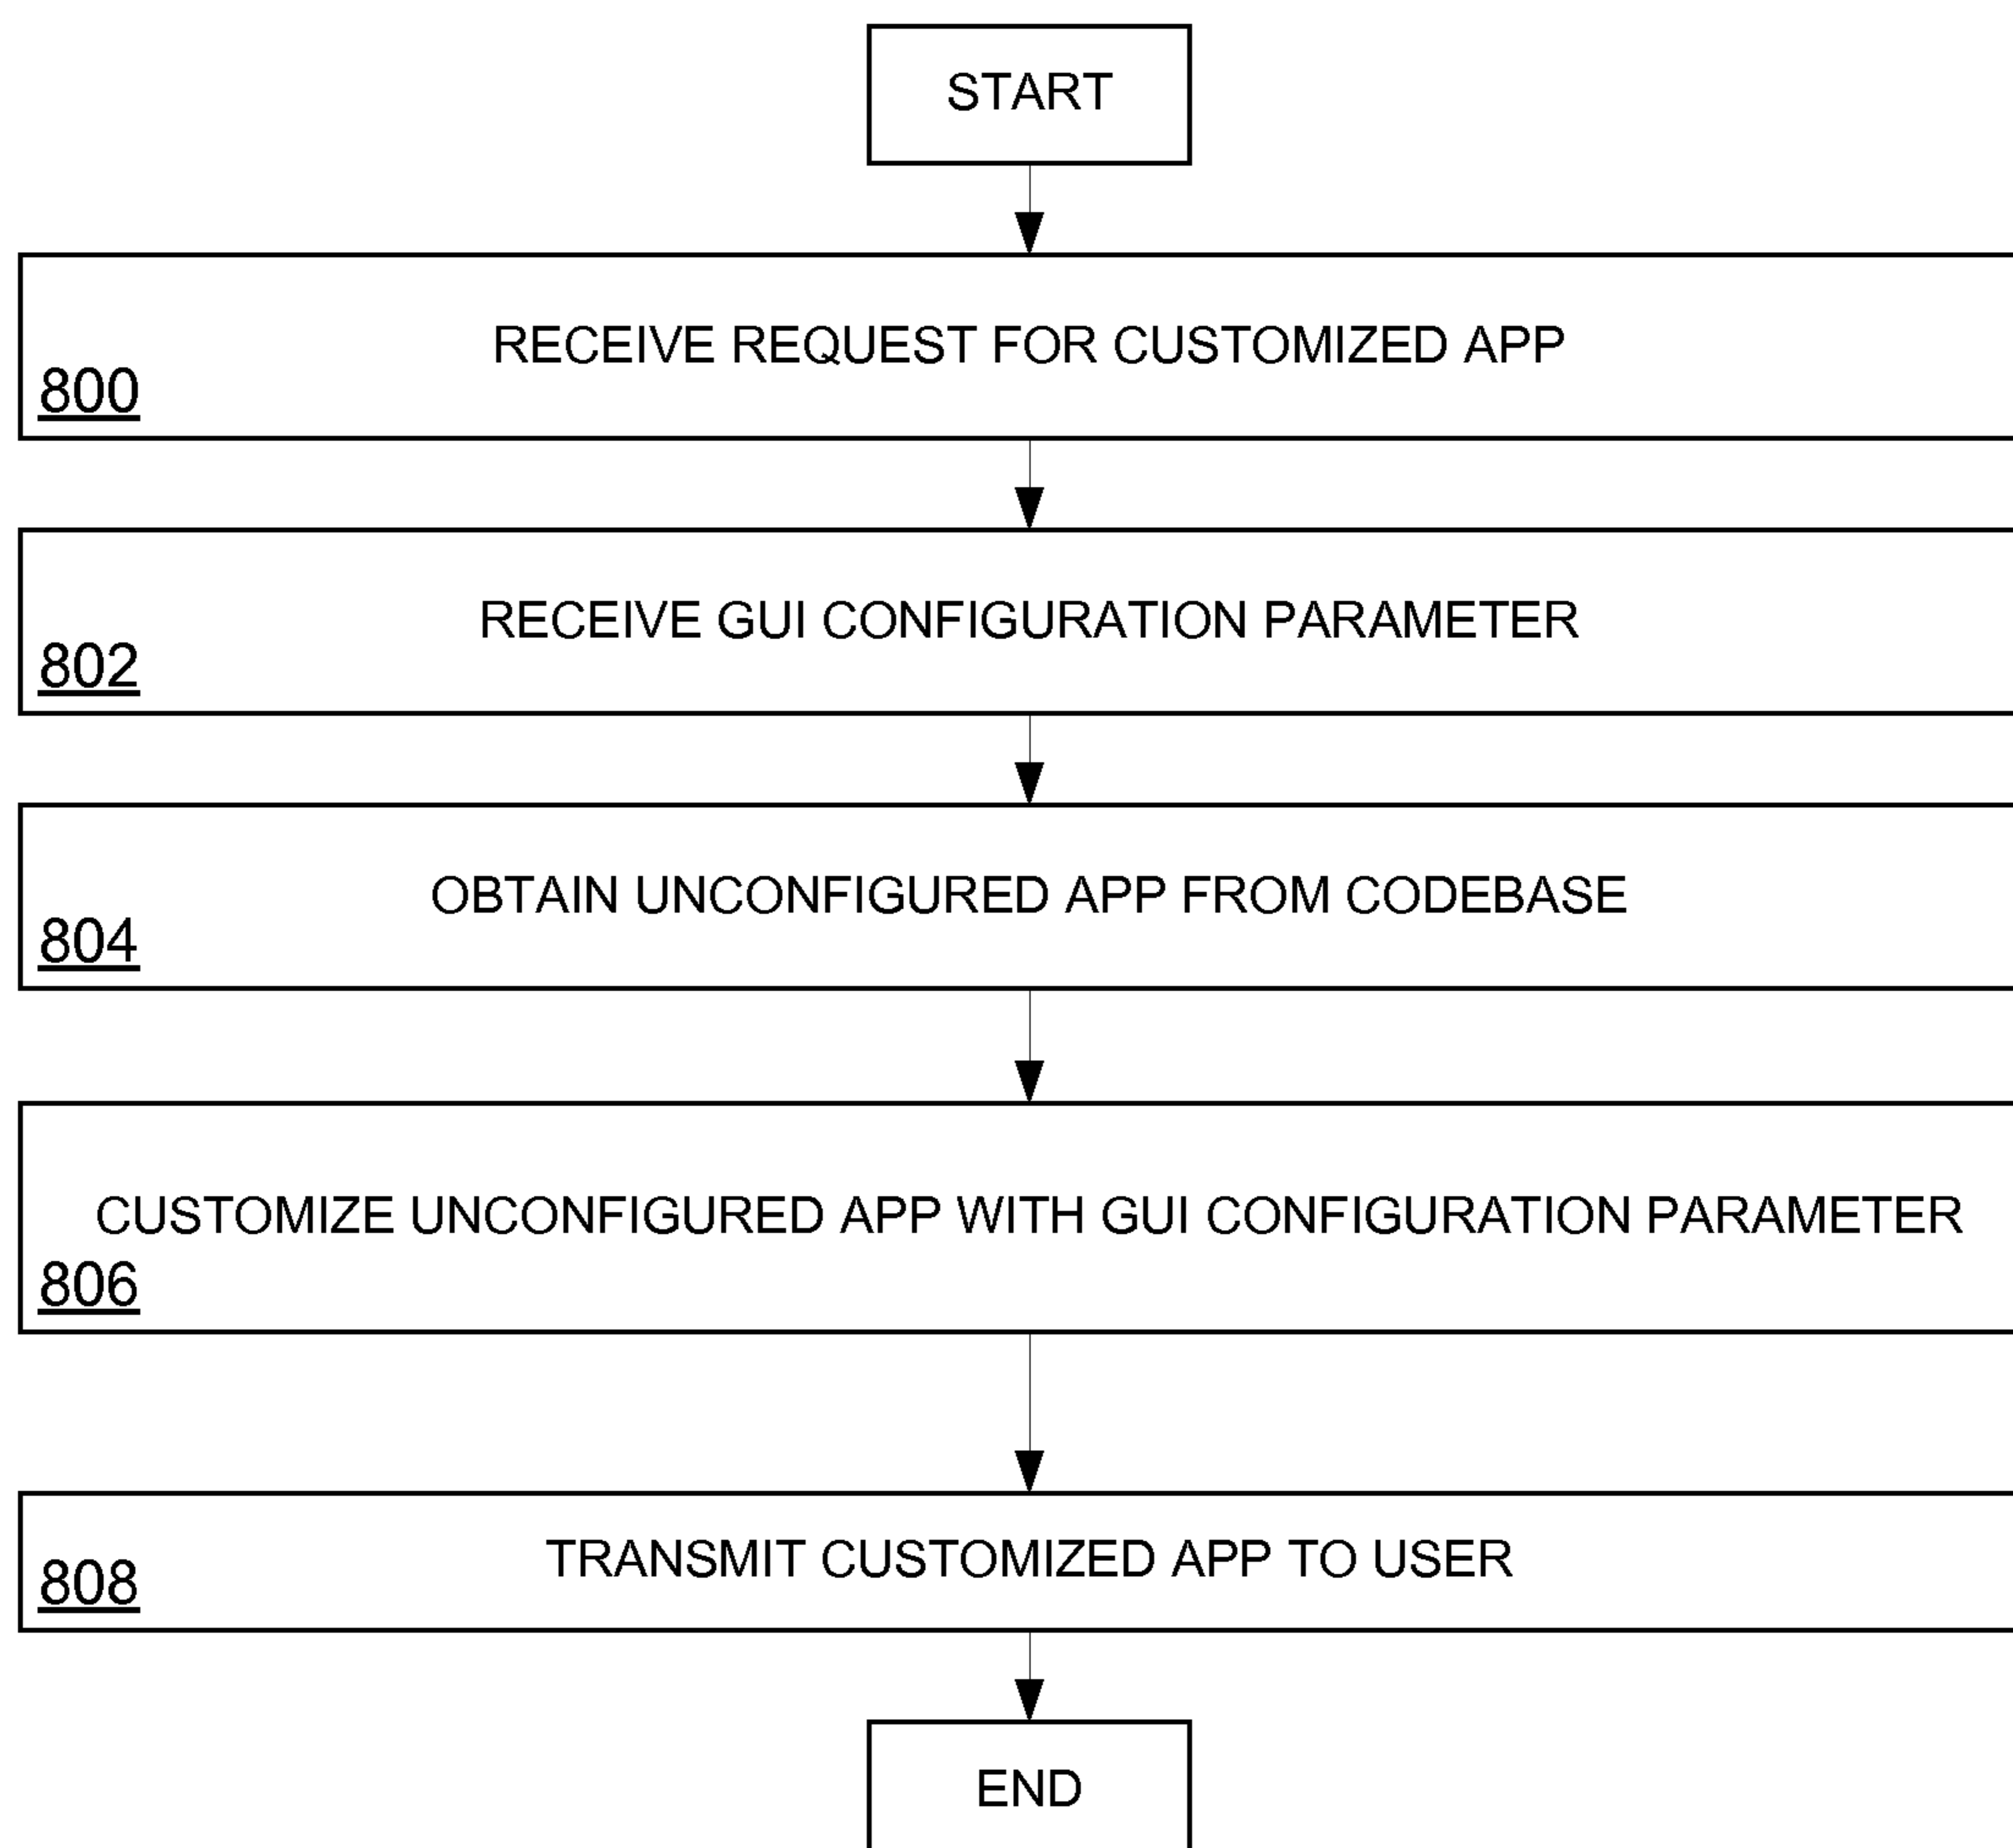 START
RECEIVE REQUEST FOR CUSTOMIZED APP
800
RECEIVE GUI CONFIGURATION PARAMETER
802
OBTAIN UNCONFIGURED APP FROM CODEBASE
804
CUSTOMIZE UNCONFIGURED APP WITH GUI CONFIGURATION PARAMETER
806
TRANSMIT CUSTOMIZED APP TO USER
808
END